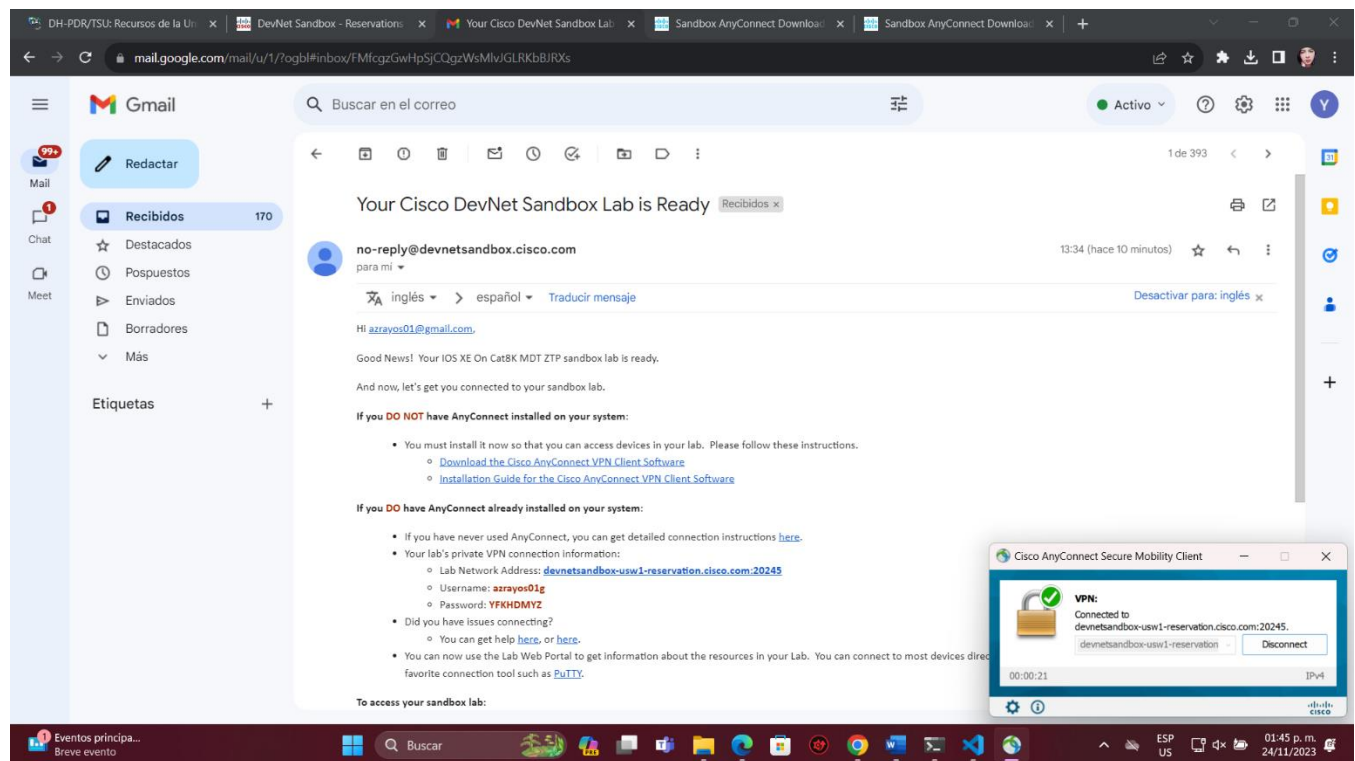 DH-PDR/TSU: Recursos de la Un
DevNet Sandbox - Reservations
Your Cisco DevNet Sandbox Lab
Sandbox AnyConnect Download
Sandbox AnyConnect Download
mail.google.com/mail/u/1/?ogbl#inbox/FMfcgzGwHpSjCQgzWsMlvJGLRKbBJRXs
Gmail
Buscar en el correo
Activo
Y
99+
Mail
1
Chat
Meet
Redactar
Recibidos 170
Destacados
Pospuestos
Enviados
Borradores
Más
Etiquetas
1 de 393
31
Your Cisco DevNet Sandbox Lab is Ready Recibidos x
no-reply@devnetsandbox.cisco.com 13:34 (hace 10 minutos)
para mí
inglés > español Traducir mensaje Desactivar para: inglés x
Hi azrayos01@gmail.com,
Good News! Your IOS XE On Cat8K MDT ZTP sandbox lab is ready.
And now, let's get you connected to your sandbox lab.
If you DO NOT have AnyConnect installed on your system:
• You must install it now so that you can access devices in your lab. Please follow these instructions.
◦ Download the Cisco AnyConnect VPN Client Software
◦ Installation Guide for the Cisco AnyConnect VPN Client Software
If you DO have AnyConnect already installed on your system:
• If you have never used AnyConnect, you can get detailed connection instructions here.
• Your lab's private VPN connection information:
◦ Lab Network Address: devnetsandbox-usw1-reservation.cisco.com:20245
◦ Username: azrayos01g
◦ Password: YFKHDMYZ
• Did you have issues connecting?
◦ You can get help here, or here.
• You can now use the Lab Web Portal to get information about the resources in your Lab. You can connect to most devices direc
favorite connection tool such as PuTTY.
To access your sandbox lab:
Cisco AnyConnect Secure Mobility Client
VPN:
Connected to
devnetsandbox-usw1-reservation.cisco.com:20245.
devnetsandbox-usw1-reservation Disconnect
00:00:21 IPv4
cisco
Eventos principa...
Breve evento
Buscar
ESP
US
01:45 p. m.
24/11/2023